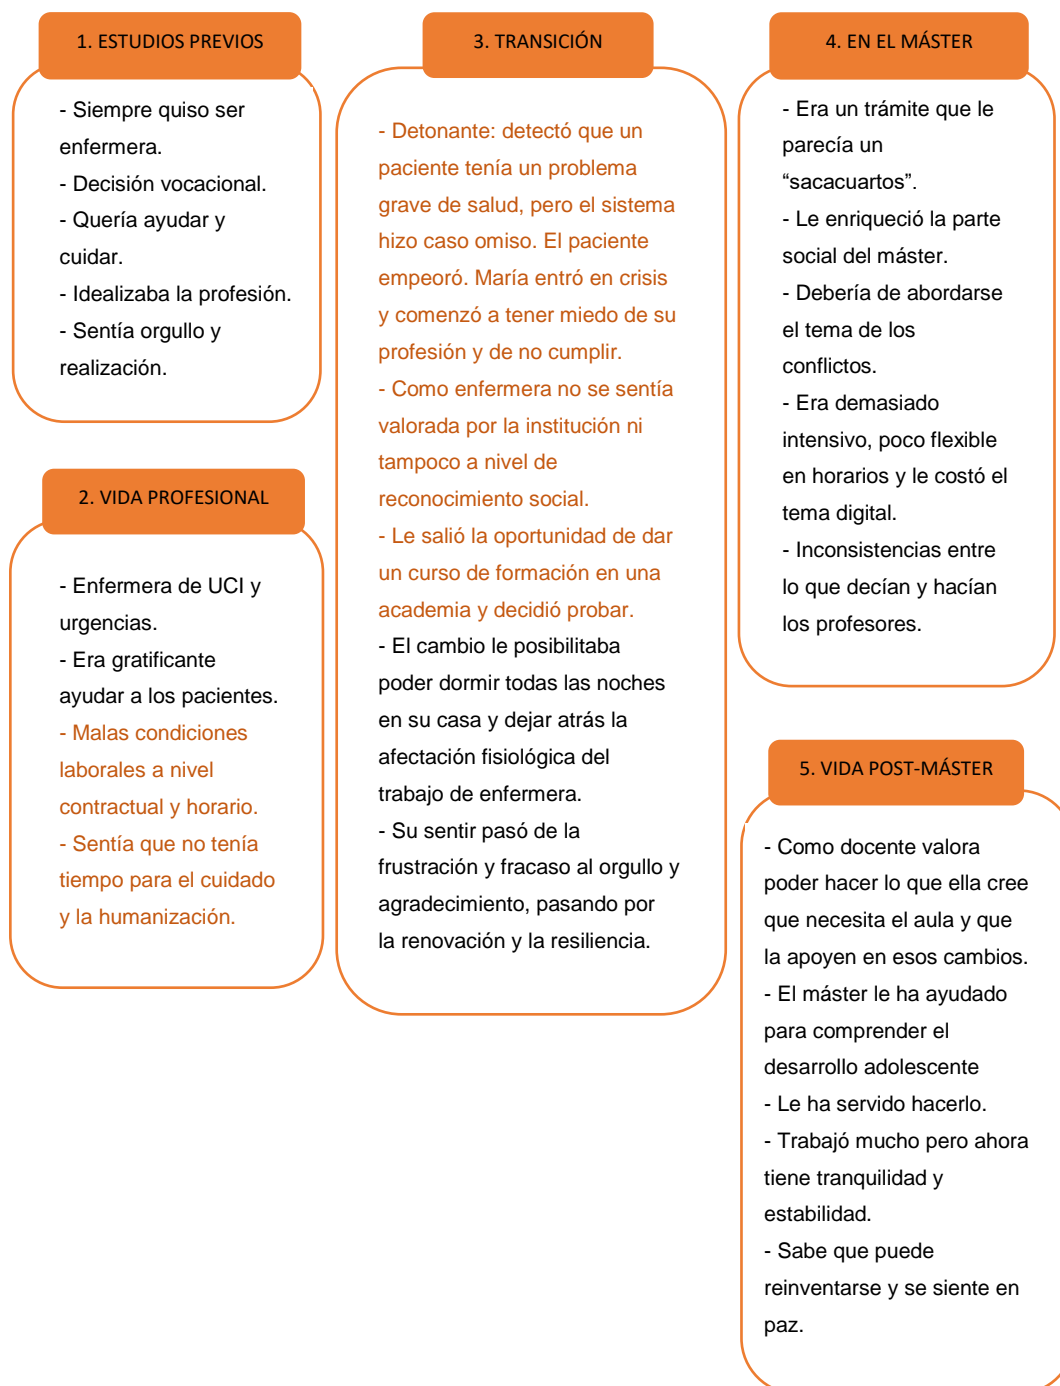 1. ESTUDIOS PREVIOS
- Siempre quiso ser
enfermera.
- Decisión vocacional.
- Quería ayudar y
cuidar.
- Idealizaba la profesión.
- Sentía orgullo y
realización.
2. VIDA PROFESIONAL
- Enfermera de UCI y
urgencias.
- Era gratificante
ayudar a los pacientes.
- Malas condiciones
laborales a nivel
contractual y horario.
- Sentía que no tenía
tiempo para el cuidado
y la humanización.
3. TRANSICIÓN
- Detonante: detectó que un
paciente tenía un problema
grave de salud, pero el sistema
hizo caso omiso. El paciente
empeoró. María entró en crisis
y comenzó a tener miedo de su
profesión y de no cumplir.
- Como enfermera no se sentía
valorada por la institución ni
tampoco a nivel de
reconocimiento social.
- Le salió la oportunidad de dar
un curso de formación en una
academia y decidió probar.
- El cambio le posibilitaba
poder dormir todas las noches
en su casa y dejar atrás la
afectación fisiológica del
trabajo de enfermera.
- Su sentir pasó de la
frustración y fracaso al orgullo y
agradecimiento, pasando por
la renovación y la resiliencia.
4. EN EL MÁSTER
- Era un trámite que le
parecía un
“sacacuartos”.
- Le enriqueció la parte
social del máster.
- Debería de abordarse
el tema de los
conflictos.
- Era demasiado
intensivo, poco flexible
en horarios y le costó el
tema digital.
- Inconsistencias entre
lo que decían y hacían
los profesores.
5. VIDA POST-MÁSTER
- Como docente valora
poder hacer lo que ella cree
que necesita el aula y que
la apoyen en esos cambios.
- El máster le ha ayudado
para comprender el
desarrollo adolescente
- Le ha servido hacerlo.
- Trabajó mucho pero ahora
tiene tranquilidad y
estabilidad.
- Sabe que puede
reinventarse y se siente en
paz.